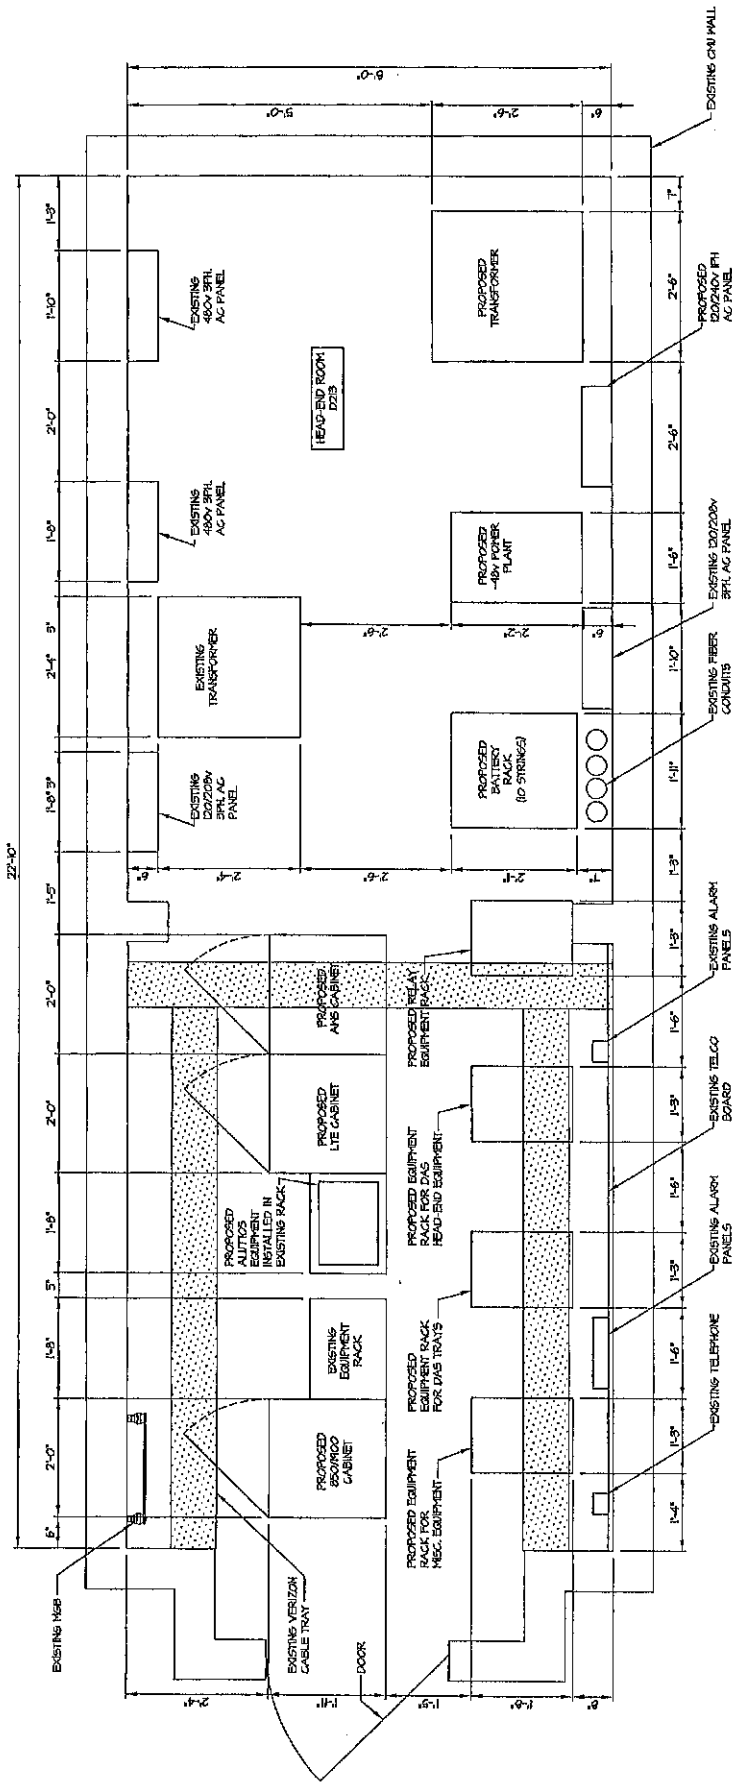 22'-10"
1'-3"
1'-10"
2'-0"
1'-8"
3"
2'-4"
1'-8"
3"
1'-5"
2'-0"
2'-0"
1'-8"
5"
1'-8"
2'-0"
6"
8'-0"
5'-0"
2'-6"
6"
EXISTING
480V 3PH.
AC PANEL
EXISTING
480V 3PH.
AC PANEL
EXISTING
TRANSFORMER
EXISTING
120/208V
3PH. AC
PANEL
HEAD-END ROOM
D213
PROPOSED
TRANSFORMER
PROPOSED
-48V POWER
PLANT
PROPOSED
BATTERY
RACK
(10 STRINGS)
2'-6"
2'-2"
6"
6"
2'-4"
2'-6"
2'-1"
7"
PROPOSED
AWS CABINET
PROPOSED
LTE CABINET
PROPOSED
EQUIPMENT
INSTALLED IN
EXISTING RACK
EXISTING
EQUIPMENT
RACK
PROPOSED
850/1900
CABINET
PROPOSED RELAY
EQUIPMENT RACK
PROPOSED EQUIPMENT
RACK FOR DAS
HEAD-END EQUIPMENT
PROPOSED
EQUIPMENT RACK
FOR DAS TRAYS
PROPOSED EQUIPMENT
RACK FOR
MISC. EQUIPMENT
EXISTING MGB
EXISTING VERIZON
CABLE TRAY
DOOR
2'-4"
1'-11"
1'-5"
1'-8"
8"
7"
2'-6"
2'-6"
1'-6"
1'-10"
1'-11"
1'-3"
1'-3"
1'-6"
1'-3"
1'-6"
1'-3"
1'-6"
1'-3"
1'-4"
EXISTING CMU WALL
PROPOSED
120/240V 1PH
AC PANEL
EXISTING 120/208V
3PH. AC PANEL
EXISTING FIBER
CONDUITS
EXISTING ALARM
PANELS
EXISTING TELCO
BOARD
EXISTING ALARM
PANELS
EXISTING TELEPHONE